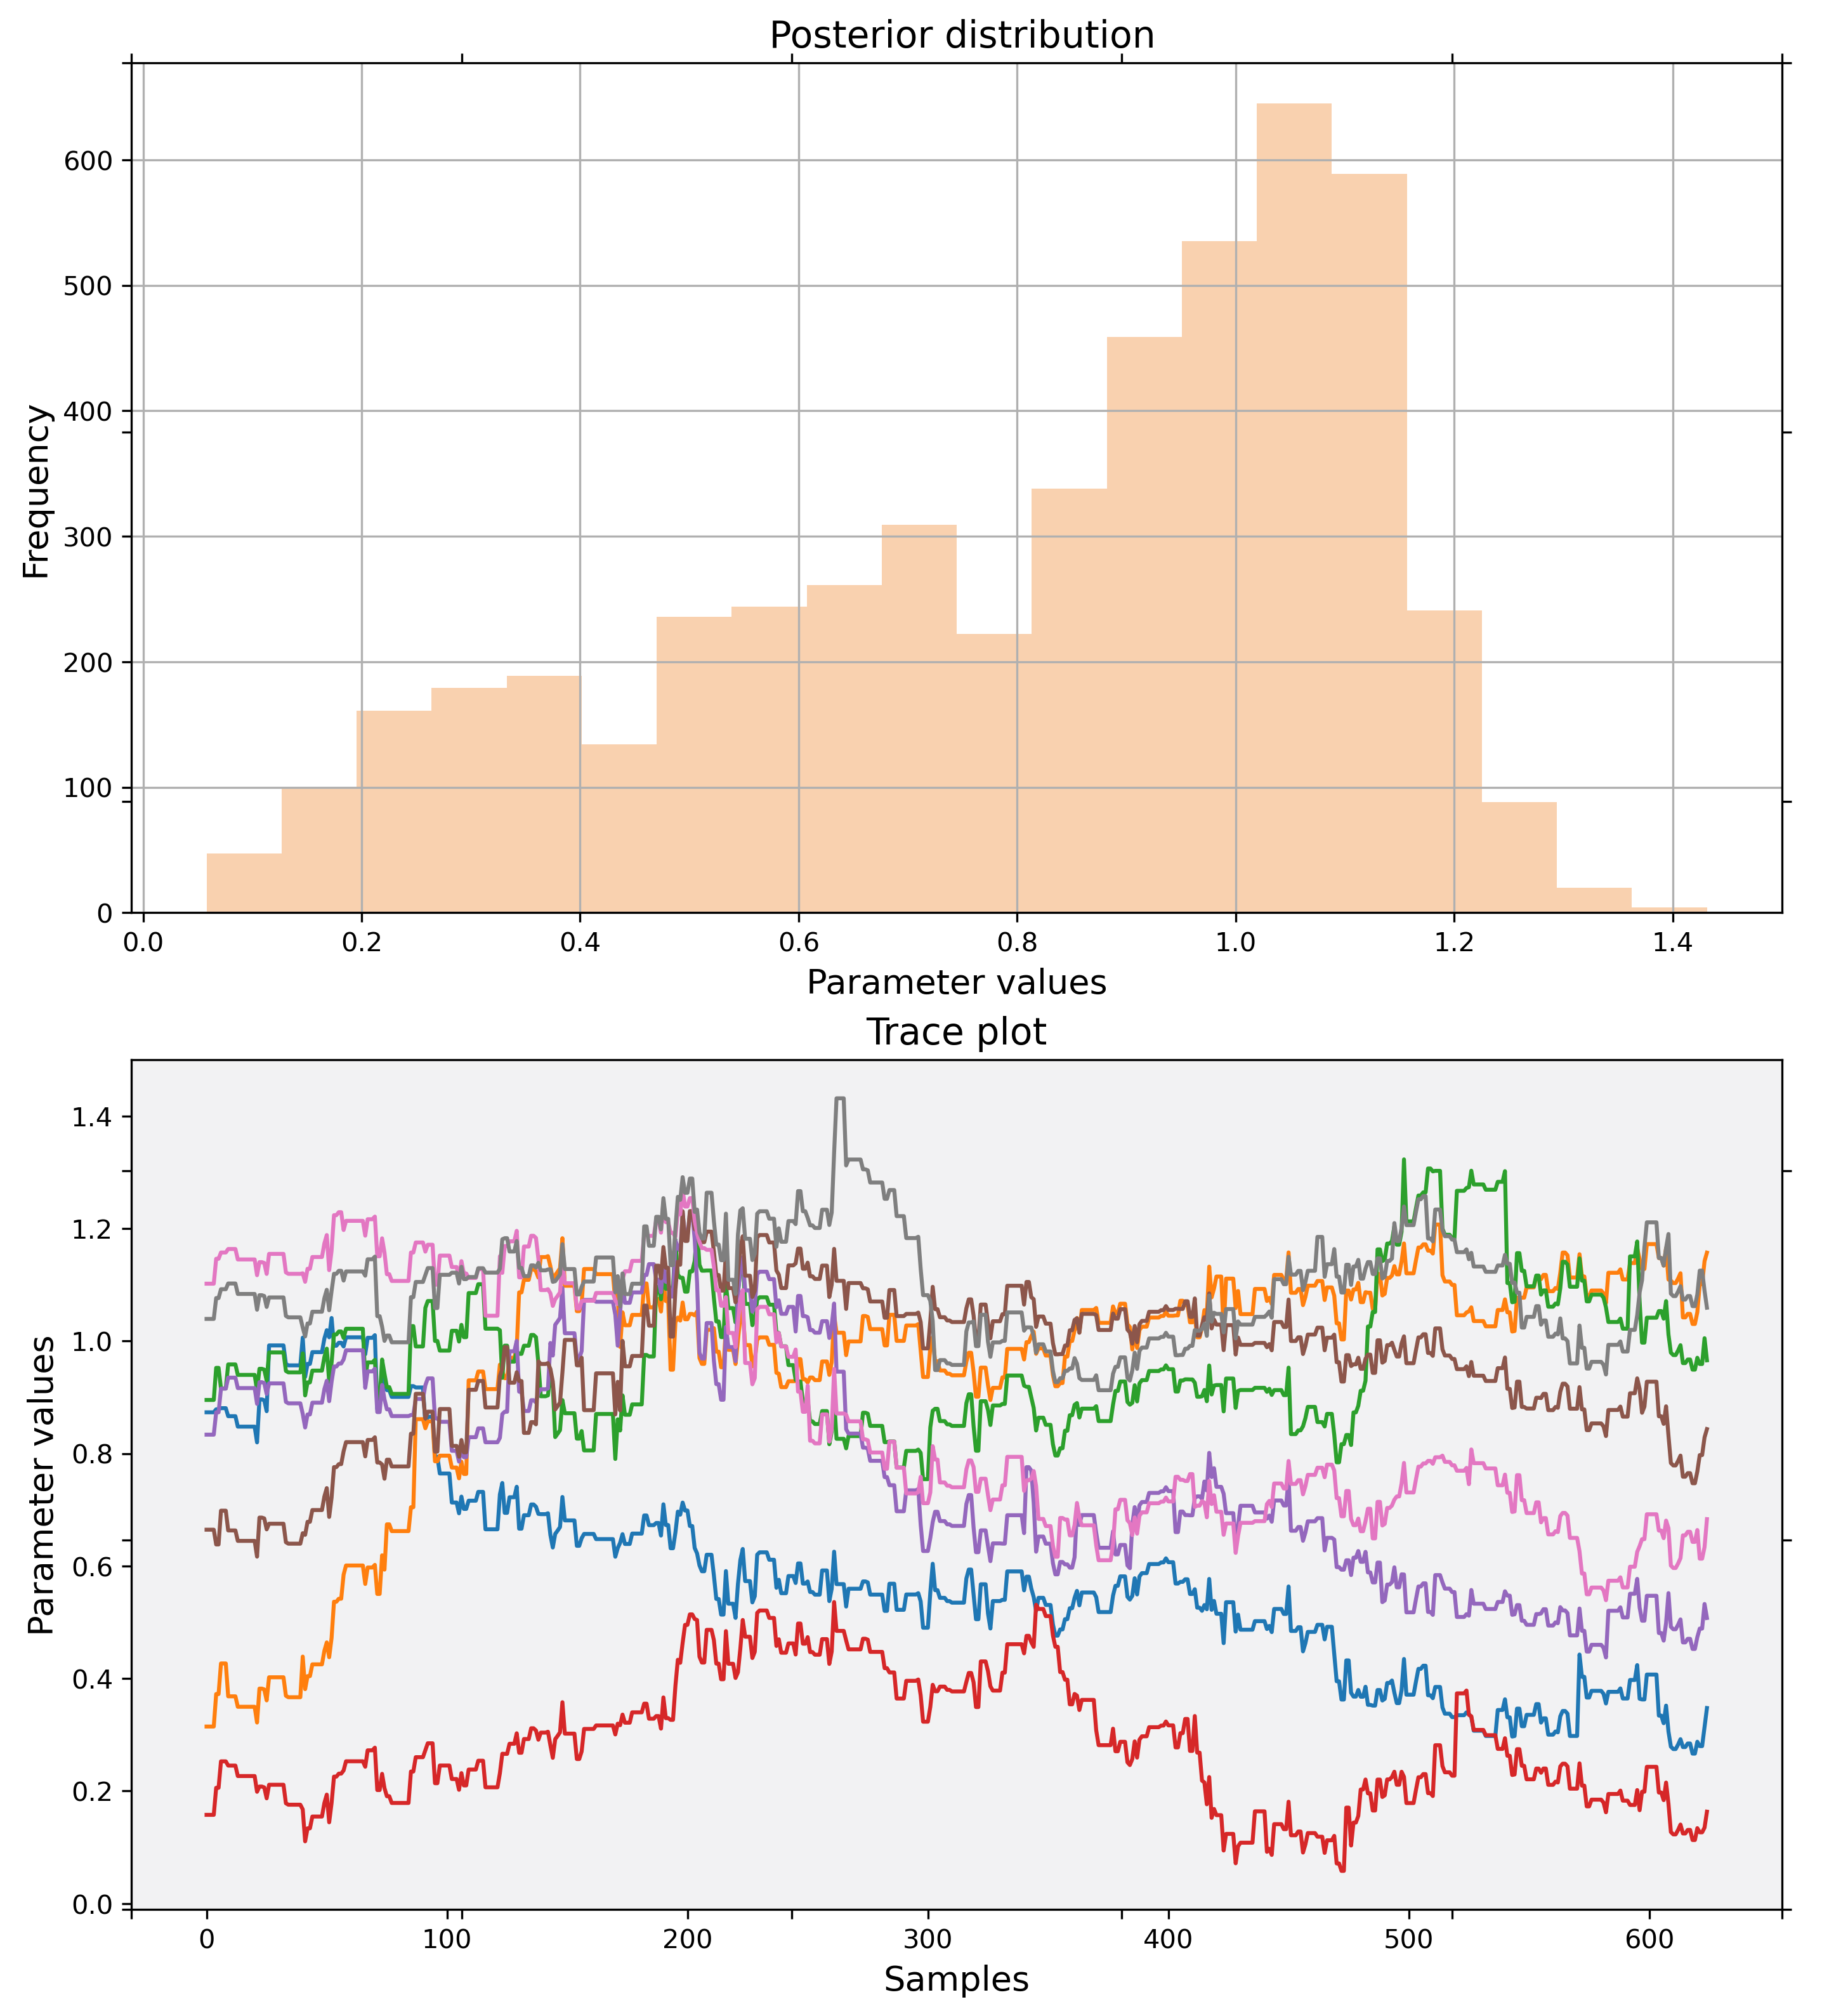 Posterior distribution
Frequency
600
500
400
300
200
100
0
0.0 0.2 0.4 0.6 0.8 1.0 1.2 1.4
Parameter values
Trace plot
Parameter values
1.4
1.2
1.0
0.8
0.6
0.4
0.2
0.0
0 100 200 300 400 500 600
Samples